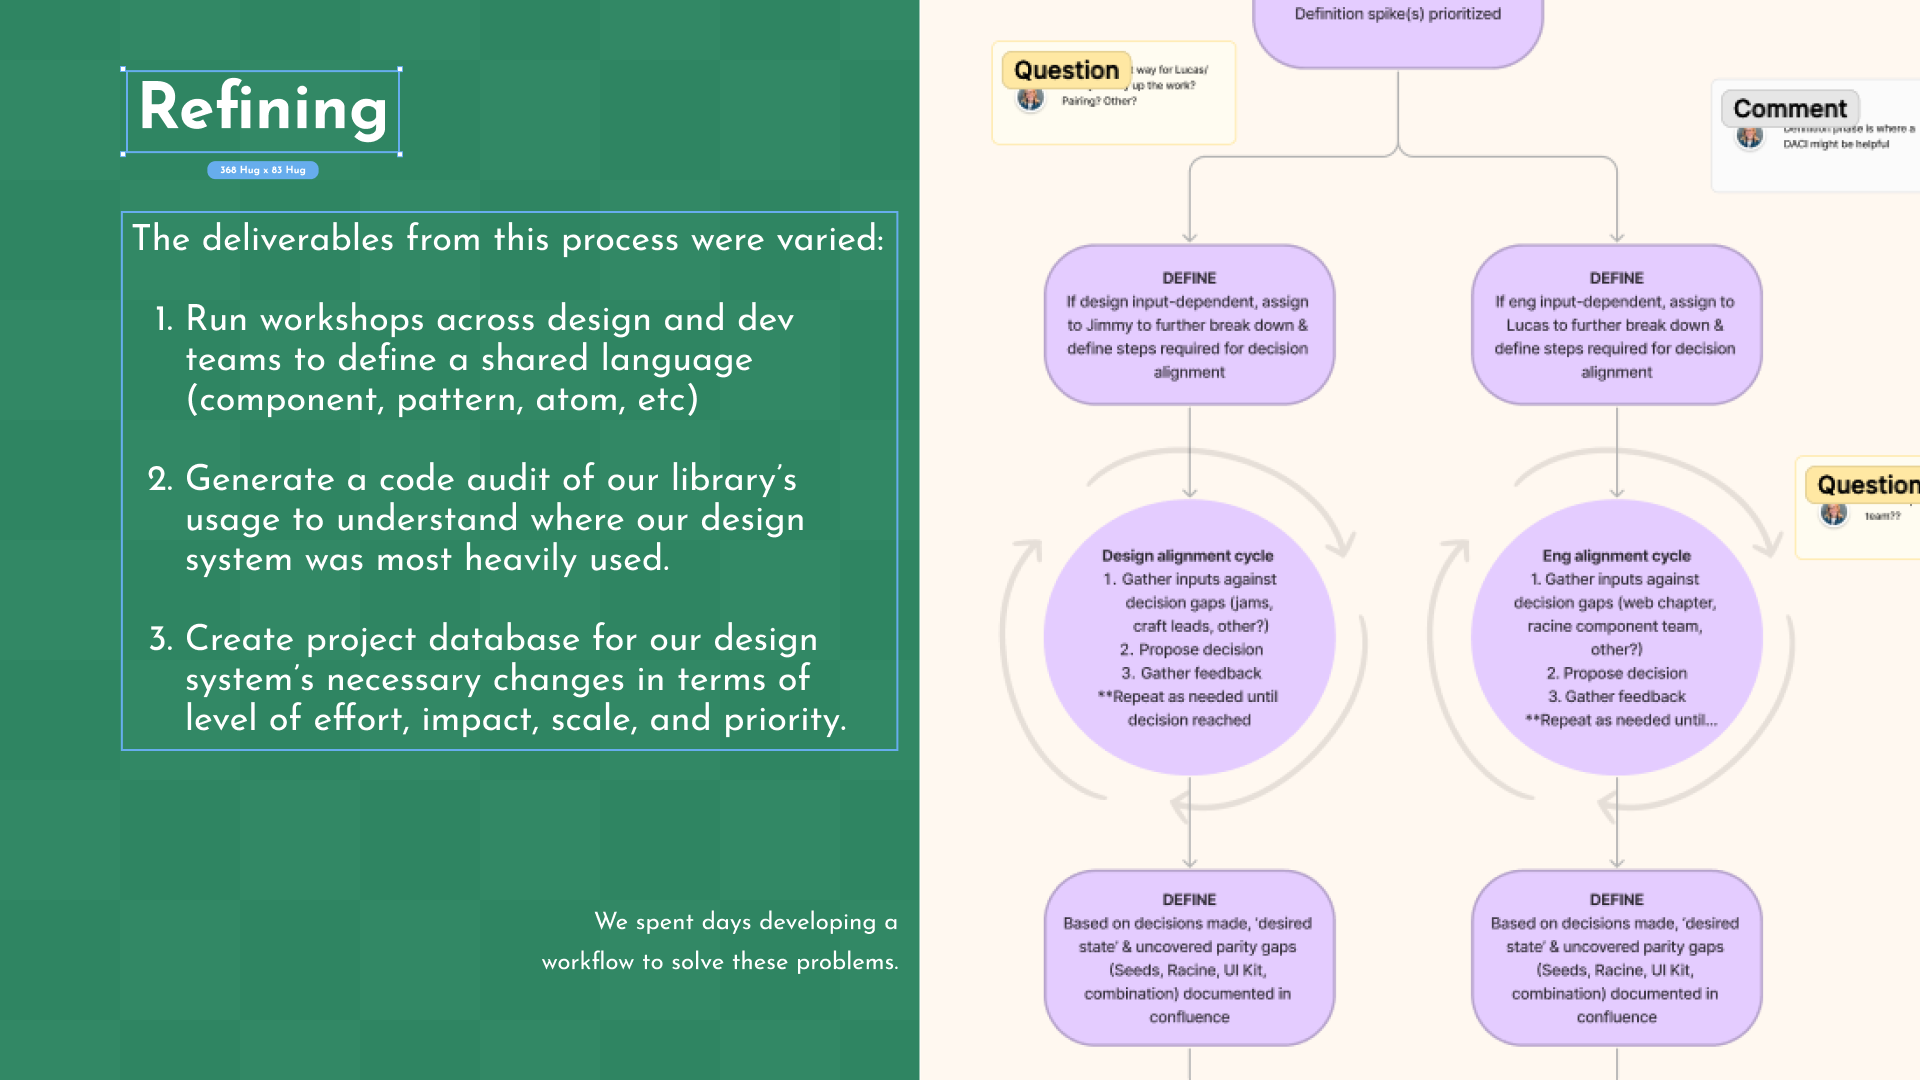 Refining
368 Hug x 83 Hug
The deliverables from this process were varied:
1. Run workshops across design and dev
teams to define a shared language
(component, pattern, atom, etc)
2. Generate a code audit of our library's
usage to understand where our design
system was most heavily used.
3. Create project database for our design
system's necessary changes in terms of
level of effort, impact, scale, and priority.
We spent days developing a
workflow to solve these problems.
Definition spike(s) prioritized
Question
way for Lucas/
up the work?
Pairing? Other?
Comment
Definition phase is where a
DACI might be helpful
DEFINE
If design input-dependent, assign
to Jimmy to further break down &
define steps required for decision
alignment
DEFINE
If eng input-dependent, assign to
Lucas to further break down &
define steps required for decision
alignment
Question
team??
Design alignment cycle
1. Gather inputs against
decision gaps (jams,
craft leads, other?)
2. Propose decision
3. Gather feedback
**Repeat as needed until
decision reached
Eng alignment cycle
1. Gather inputs against
decision gaps (web chapter,
racine component team,
other?)
2. Propose decision
3. Gather feedback
**Repeat as needed until...
DEFINE
Based on decisions made, 'desired
state' & uncovered parity gaps
(Seeds, Racine, UI Kit,
combination) documented in
confluence
DEFINE
Based on decisions made, 'desired
state' & uncovered parity gaps
(Seeds, Racine, UI Kit,
combination) documented in
confluence